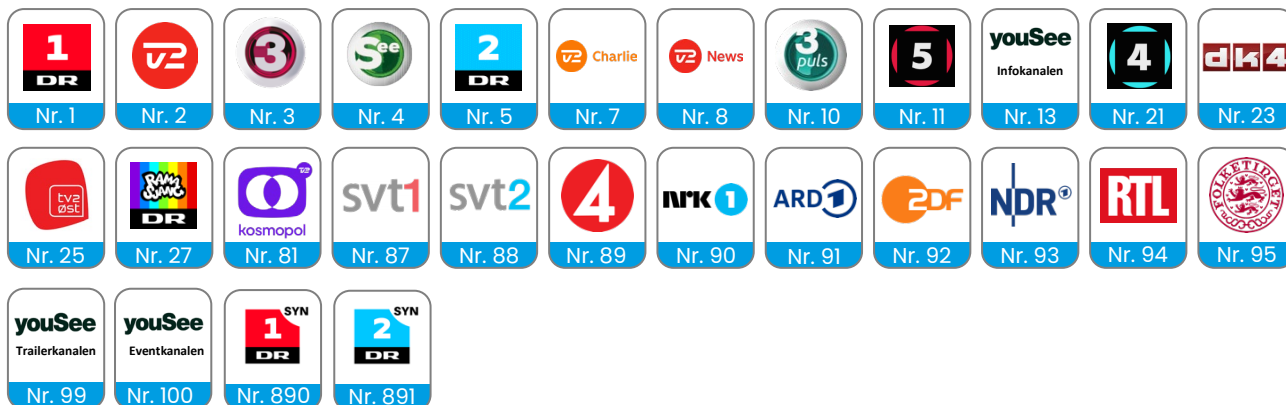 1
DR
Nr. 1
TV2
Nr. 2
3
Nr. 3
See
Nr. 4
2
DR
Nr. 5
TV2 Charlie
Nr. 7
TV2 News
Nr. 8
3
puls
Nr. 10
5
Nr. 11
youSee
Infokanalen
Nr. 13
4
Nr. 21
dk4
Nr. 23
tv2
øst
Nr. 25
RAMASJANG
DR
Nr. 27
TV2
kosmopol
Nr. 81
svt1
Nr. 87
svt2
Nr. 88
4
Nr. 89
nrk 1
Nr. 90
ARD 1
Nr. 91
2DF
Nr. 92
NDR
Nr. 93
RTL
Nr. 94
FOLKETINGET
Nr. 95
youSee
Trailerkanalen
Nr. 99
youSee
Eventkanalen
Nr. 100
SYN
1
DR
Nr. 890
SYN
2
DR
Nr. 891